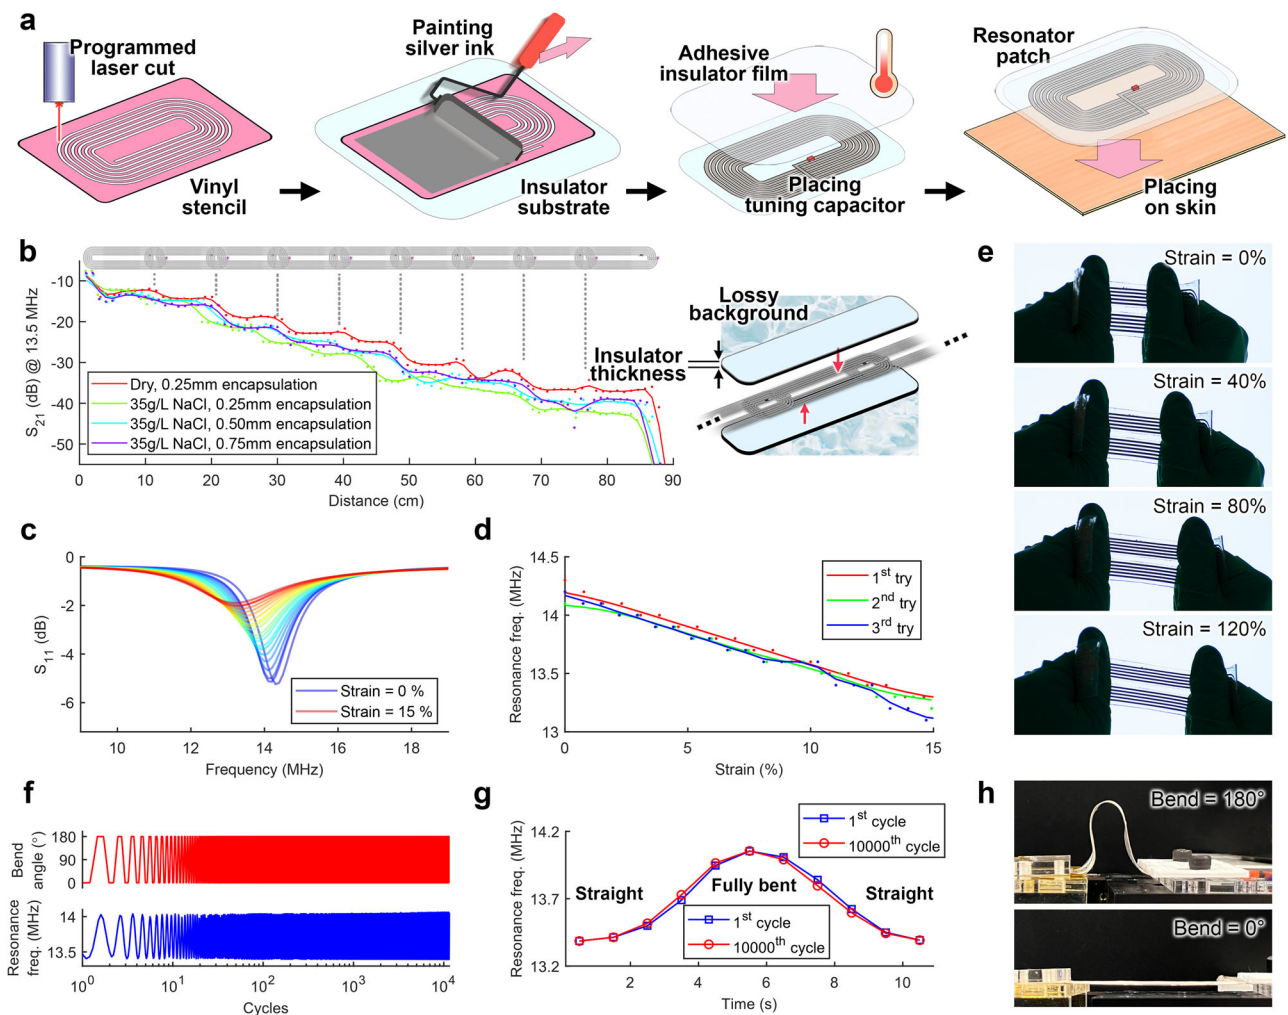 a
Programmed
laser cut
Vinyl
stencil
Painting
silver ink
Insulator
substrate
Adhesive
insulator film
Placing
tuning capacitor
Resonator
patch
Placing
on skin
b
-10
-20
-30
-40
-50
S21 (dB) @ 13.5 MHz
Dry, 0.25mm encapsulation
35g/L NaCl, 0.25mm encapsulation
35g/L NaCl, 0.50mm encapsulation
35g/L NaCl, 0.75mm encapsulation
0 10 20 30 40 50 60 70 80 90
Distance (cm)
Lossy
background
Insulator
thickness
c
0
-2
-4
-6
S11 (dB)
Strain = 0 %
Strain = 15 %
10 12 14 16 18
Frequency (MHz)
d
14.5
14
13.5
13
Resonance freq. (MHz)
1st try
2nd try
3rd try
0 5 10 15
Strain (%)
e
Strain = 0%
Strain = 40%
Strain = 80%
Strain = 120%
f
180
90
0
Bend
angle (°)
14
13.5
Resonance
freq. (MHz)
10^0 10^1 10^2 10^3 10^4
Cycles
g
14.2
13.7
13.2
Resonance freq. (MHz)
1st cycle
10000th cycle
Straight
Fully bent
Straight
1st cycle
10000th cycle
2 4 6 8 10
Time (s)
h
Bend = 180°
Bend = 0°